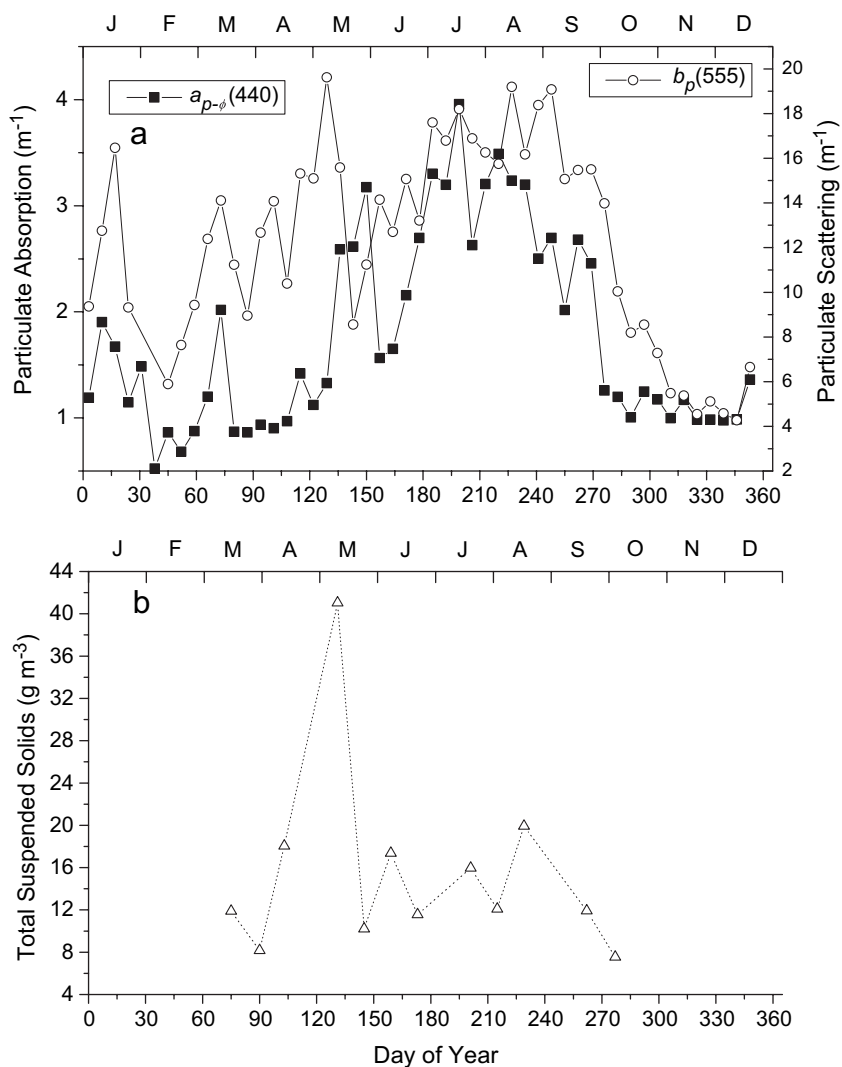 J F M A M J J A S O N D
a_{p-ϕ}(440)
b_p(555)
a
4
3
2
1
Particulate Absorption (m⁻¹)
20
18
16
14
12
10
8
6
4
2
Particulate Scattering (m⁻¹)
0 30 60 90 120 150 180 210 240 270 300 330 360
J F M A M J J A S O N D
b
44
40
36
32
28
24
20
16
12
8
4
Total Suspended Solids (g m⁻³)
0 30 60 90 120 150 180 210 240 270 300 330 360
Day of Year